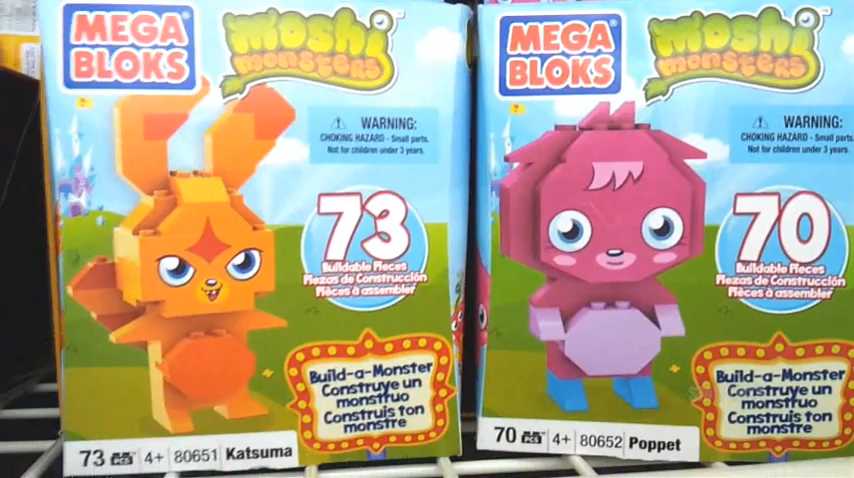 MEGA
BLOKS
moshi
monsters
WARNING:
CHOKING HAZARD - Small parts.
Not for children under 3 years.
73
Buildable Pieces
Piezas de Construcción
Pièces à assembler
Build-a-Monster
Construye un
monstruo
Construis ton
monstre
73 PCS 4+ 80651 Katsuma
MEGA
BLOKS
moshi
monsters
WARNING:
CHOKING HAZARD - Small parts.
Not for children under 3 years.
70
Buildable Pieces
Piezas de Construcción
Pièces à assembler
Build-a-Monster
Construye un
monstruo
Construis ton
monstre
70 PCS 4+ 80652 Poppet